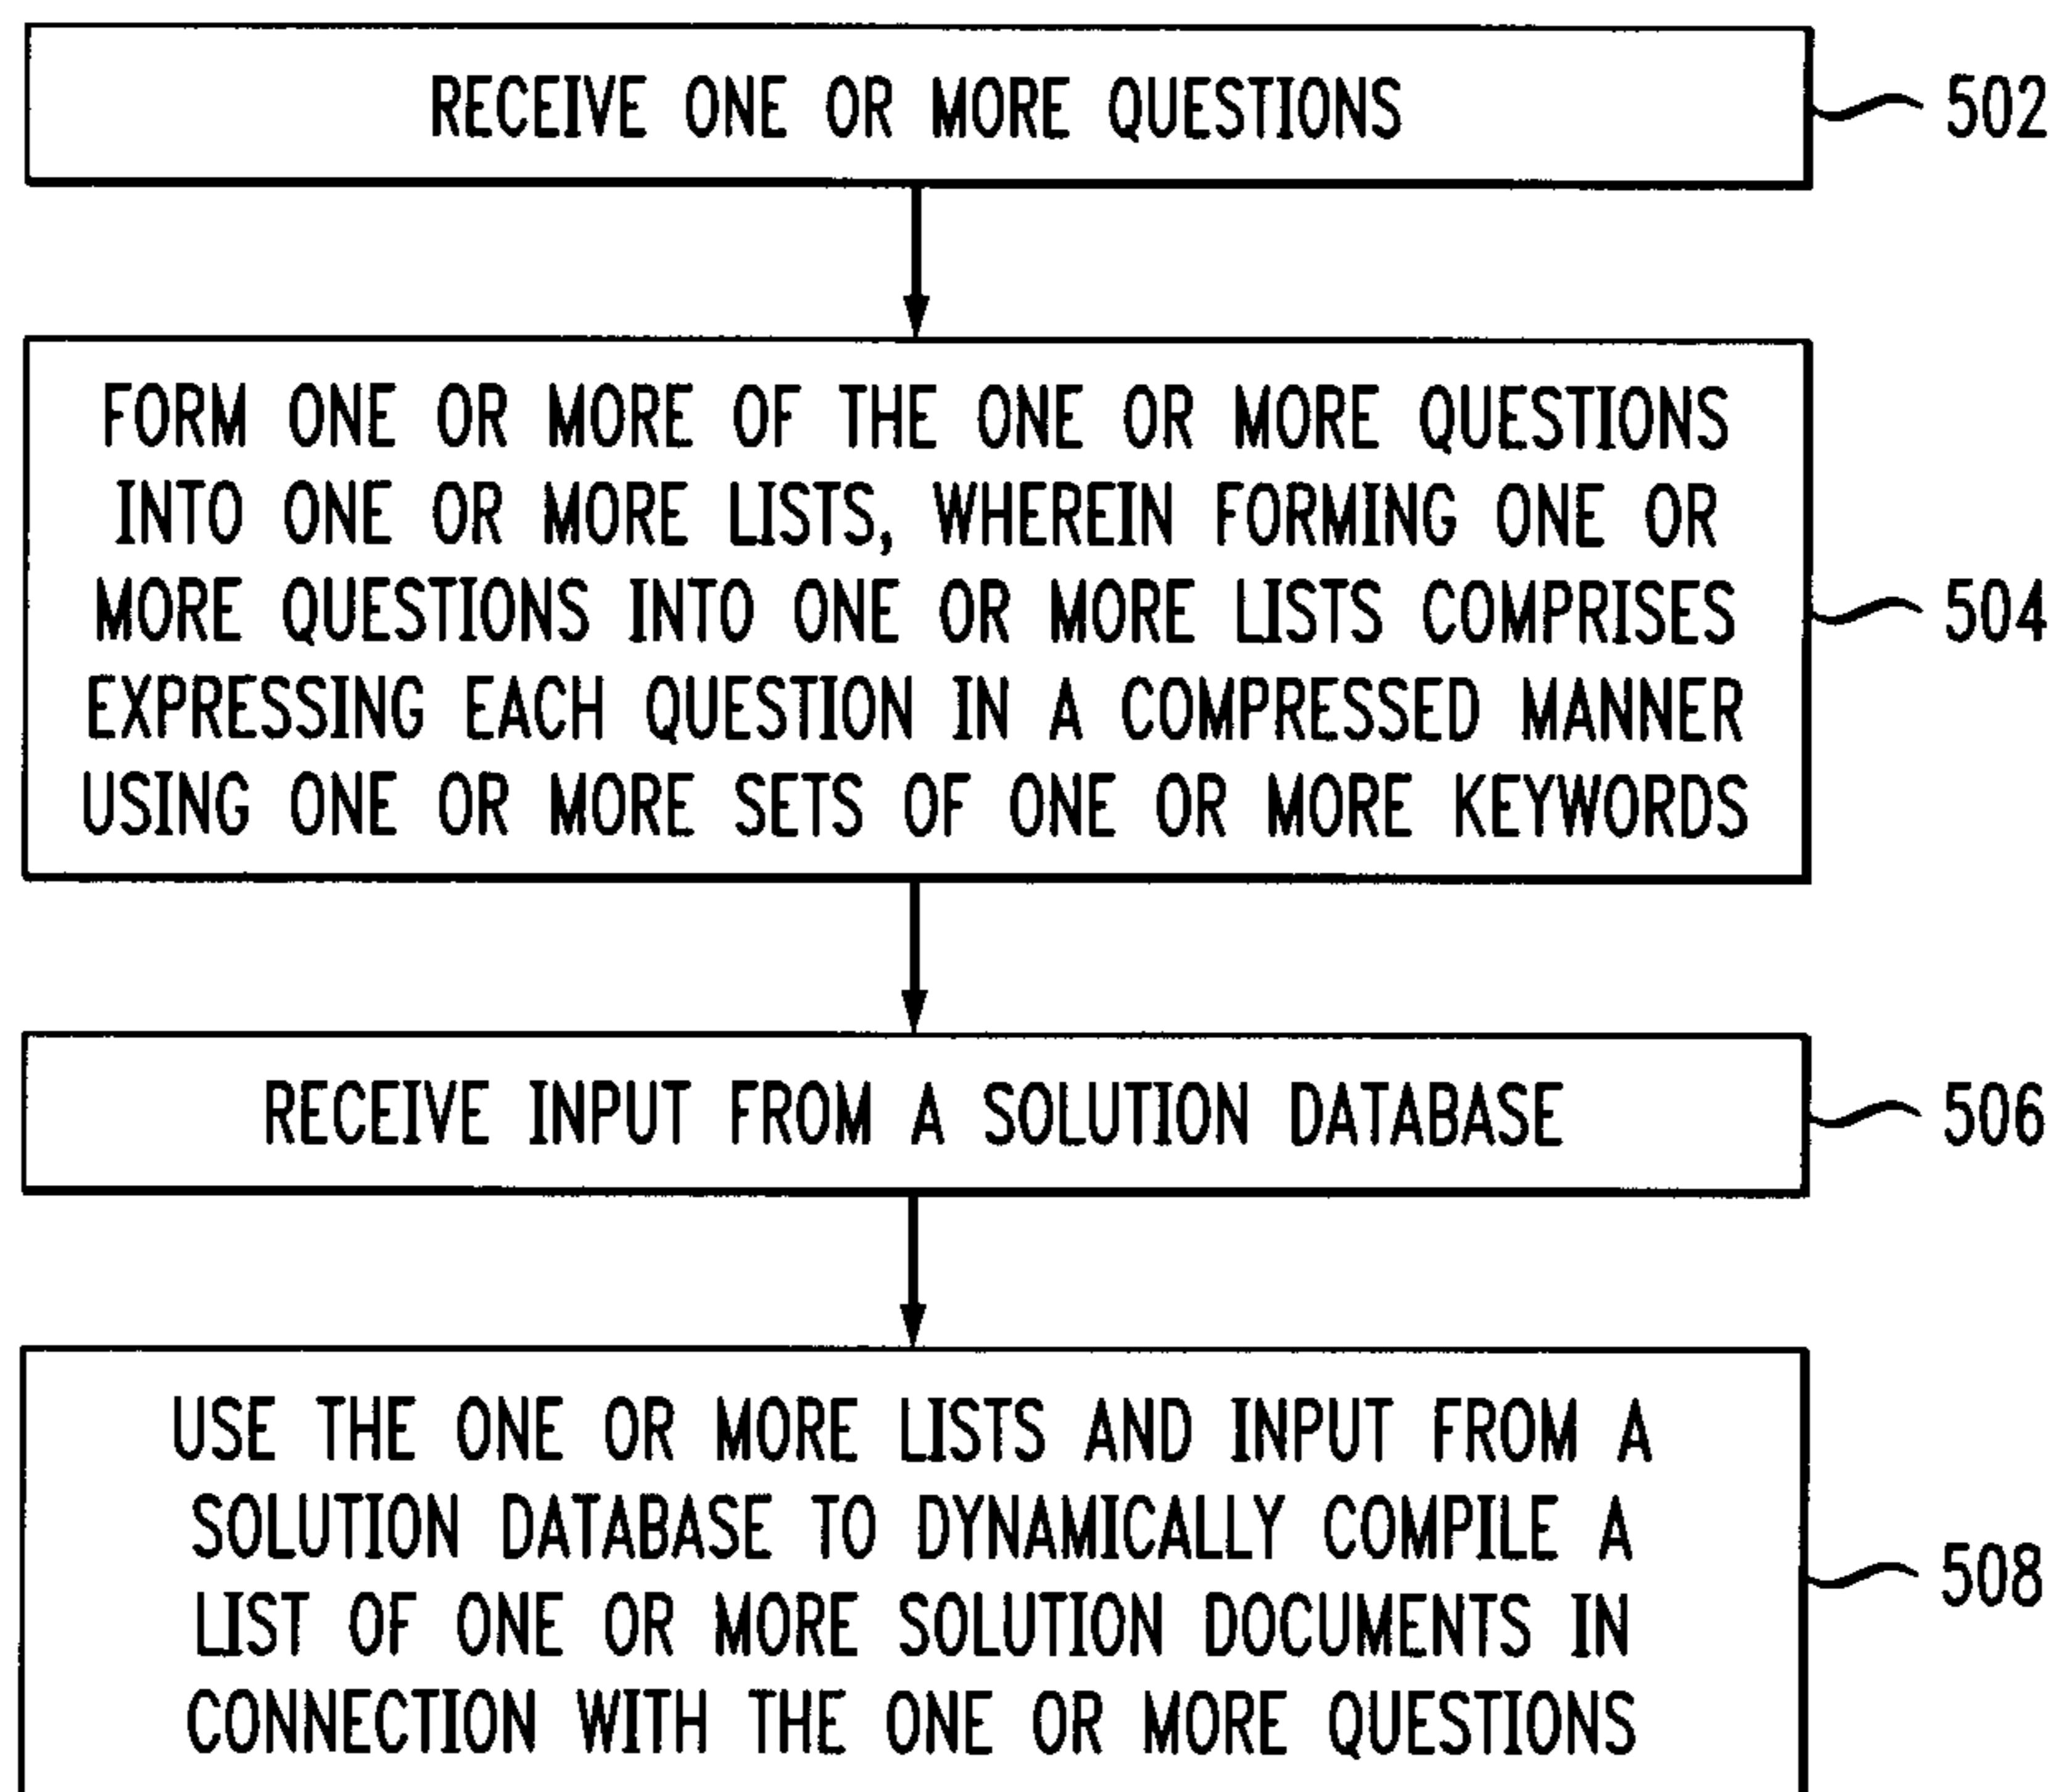 RECEIVE ONE OR MORE QUESTIONS
502
FORM ONE OR MORE OF THE ONE OR MORE QUESTIONS
INTO ONE OR MORE LISTS, WHEREIN FORMING ONE OR
MORE QUESTIONS INTO ONE OR MORE LISTS COMPRISES
EXPRESSING EACH QUESTION IN A COMPRESSED MANNER
USING ONE OR MORE SETS OF ONE OR MORE KEYWORDS
504
RECEIVE INPUT FROM A SOLUTION DATABASE
506
USE THE ONE OR MORE LISTS AND INPUT FROM A
SOLUTION DATABASE TO DYNAMICALLY COMPILE A
LIST OF ONE OR MORE SOLUTION DOCUMENTS IN
CONNECTION WITH THE ONE OR MORE QUESTIONS
508